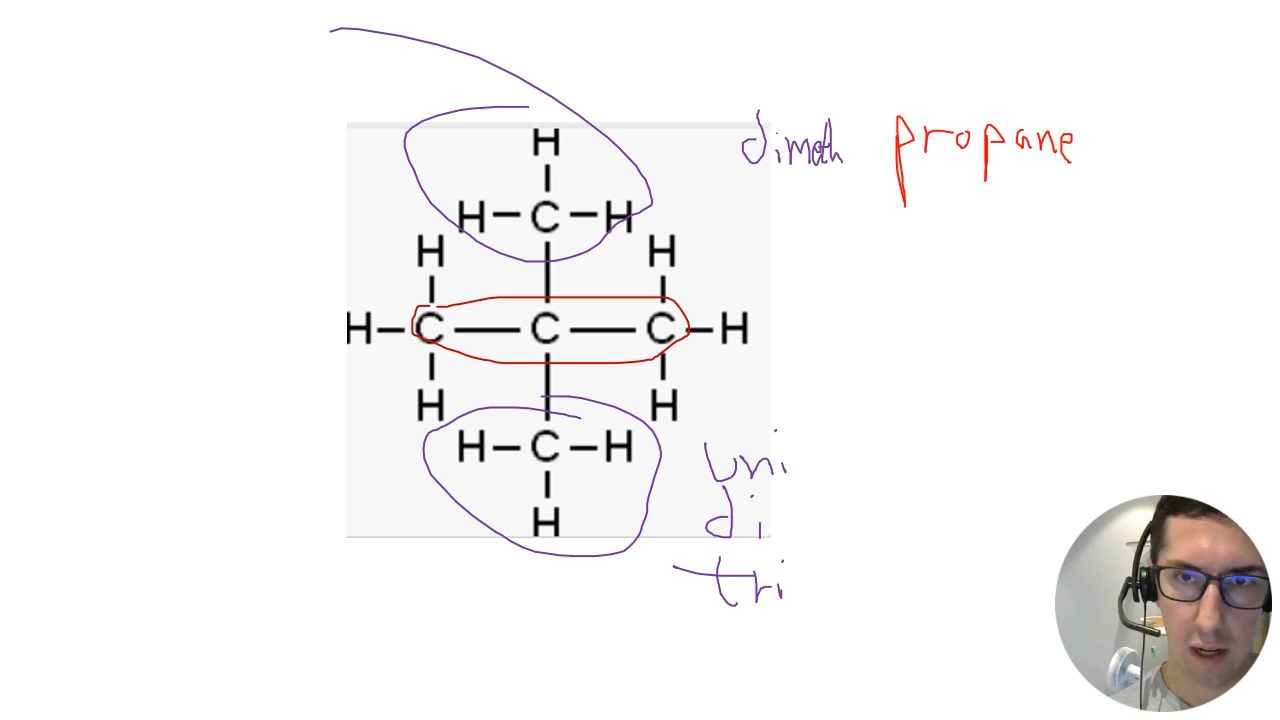 dimeth propane
H
H-C-H
H H
H-C-C-C-H
H H
H-C-H
H
uni
di
tri